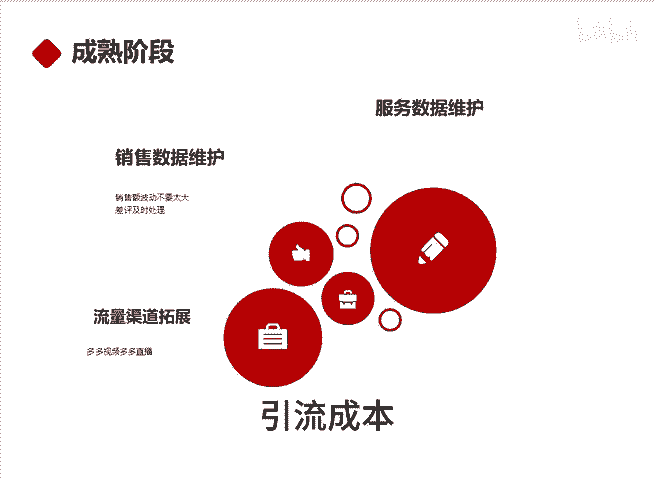 成熟阶段
服务数据维护
销售数据维护
销售额波动不要太大
差评及时处理
流量渠道拓展
多多视频多多直播
引流成本